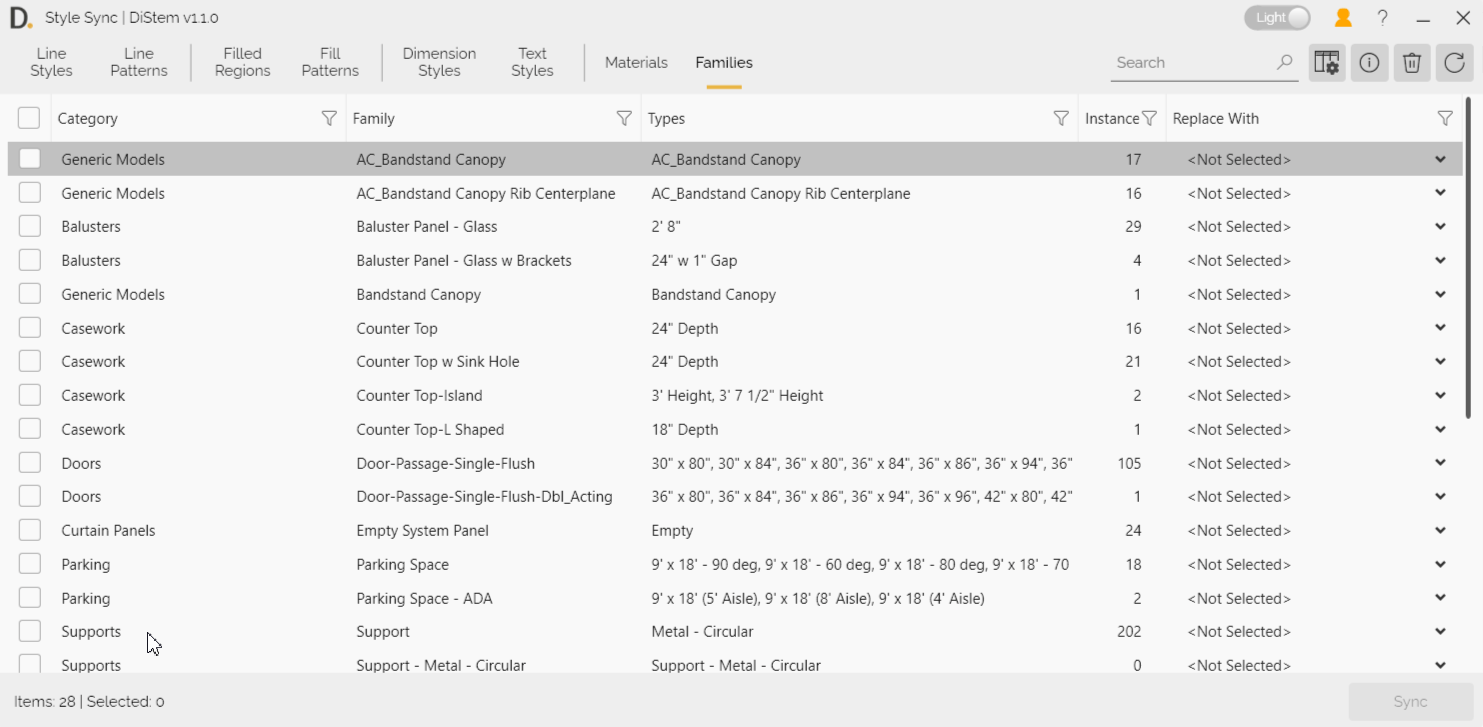 D. Style Sync | DiStem v1.1.0 Light ?
Line Styles Line Patterns Filled Regions Fill Patterns Dimension Styles Text Styles Materials Families Search
Category Family Types Instance Replace With
Generic Models AC_Bandstand Canopy AC_Bandstand Canopy 17 <Not Selected>
Generic Models AC_Bandstand Canopy Rib Centerplane AC_Bandstand Canopy Rib Centerplane 16 <Not Selected>
Balusters Baluster Panel - Glass 2' 8" 29 <Not Selected>
Balusters Baluster Panel - Glass w Brackets 24" w 1" Gap 4 <Not Selected>
Generic Models Bandstand Canopy Bandstand Canopy 1 <Not Selected>
Casework Counter Top 24" Depth 16 <Not Selected>
Casework Counter Top w Sink Hole 24" Depth 21 <Not Selected>
Casework Counter Top-Island 3' Height, 3' 7 1/2" Height 2 <Not Selected>
Casework Counter Top-L Shaped 18" Depth 1 <Not Selected>
Doors Door-Passage-Single-Flush 30" x 80", 30" x 84", 36" x 80", 36" x 84", 36" x 86", 36" x 94", 36" 105 <Not Selected>
Doors Door-Passage-Single-Flush-Dbl_Acting 36" x 80", 36" x 84", 36" x 86", 36" x 94", 36" x 96", 42" x 80", 42" 1 <Not Selected>
Curtain Panels Empty System Panel Empty 24 <Not Selected>
Parking Parking Space 9' x 18' - 90 deg, 9' x 18' - 60 deg, 9' x 18' - 80 deg, 9' x 18' - 70 18 <Not Selected>
Parking Parking Space - ADA 9' x 18' (5' Aisle), 9' x 18' (8' Aisle), 9' x 18' (4' Aisle) 2 <Not Selected>
Supports Support Metal - Circular 202 <Not Selected>
Supports Support - Metal - Circular Support - Metal - Circular 0 <Not Selected>
Items: 28 | Selected: 0 Sync